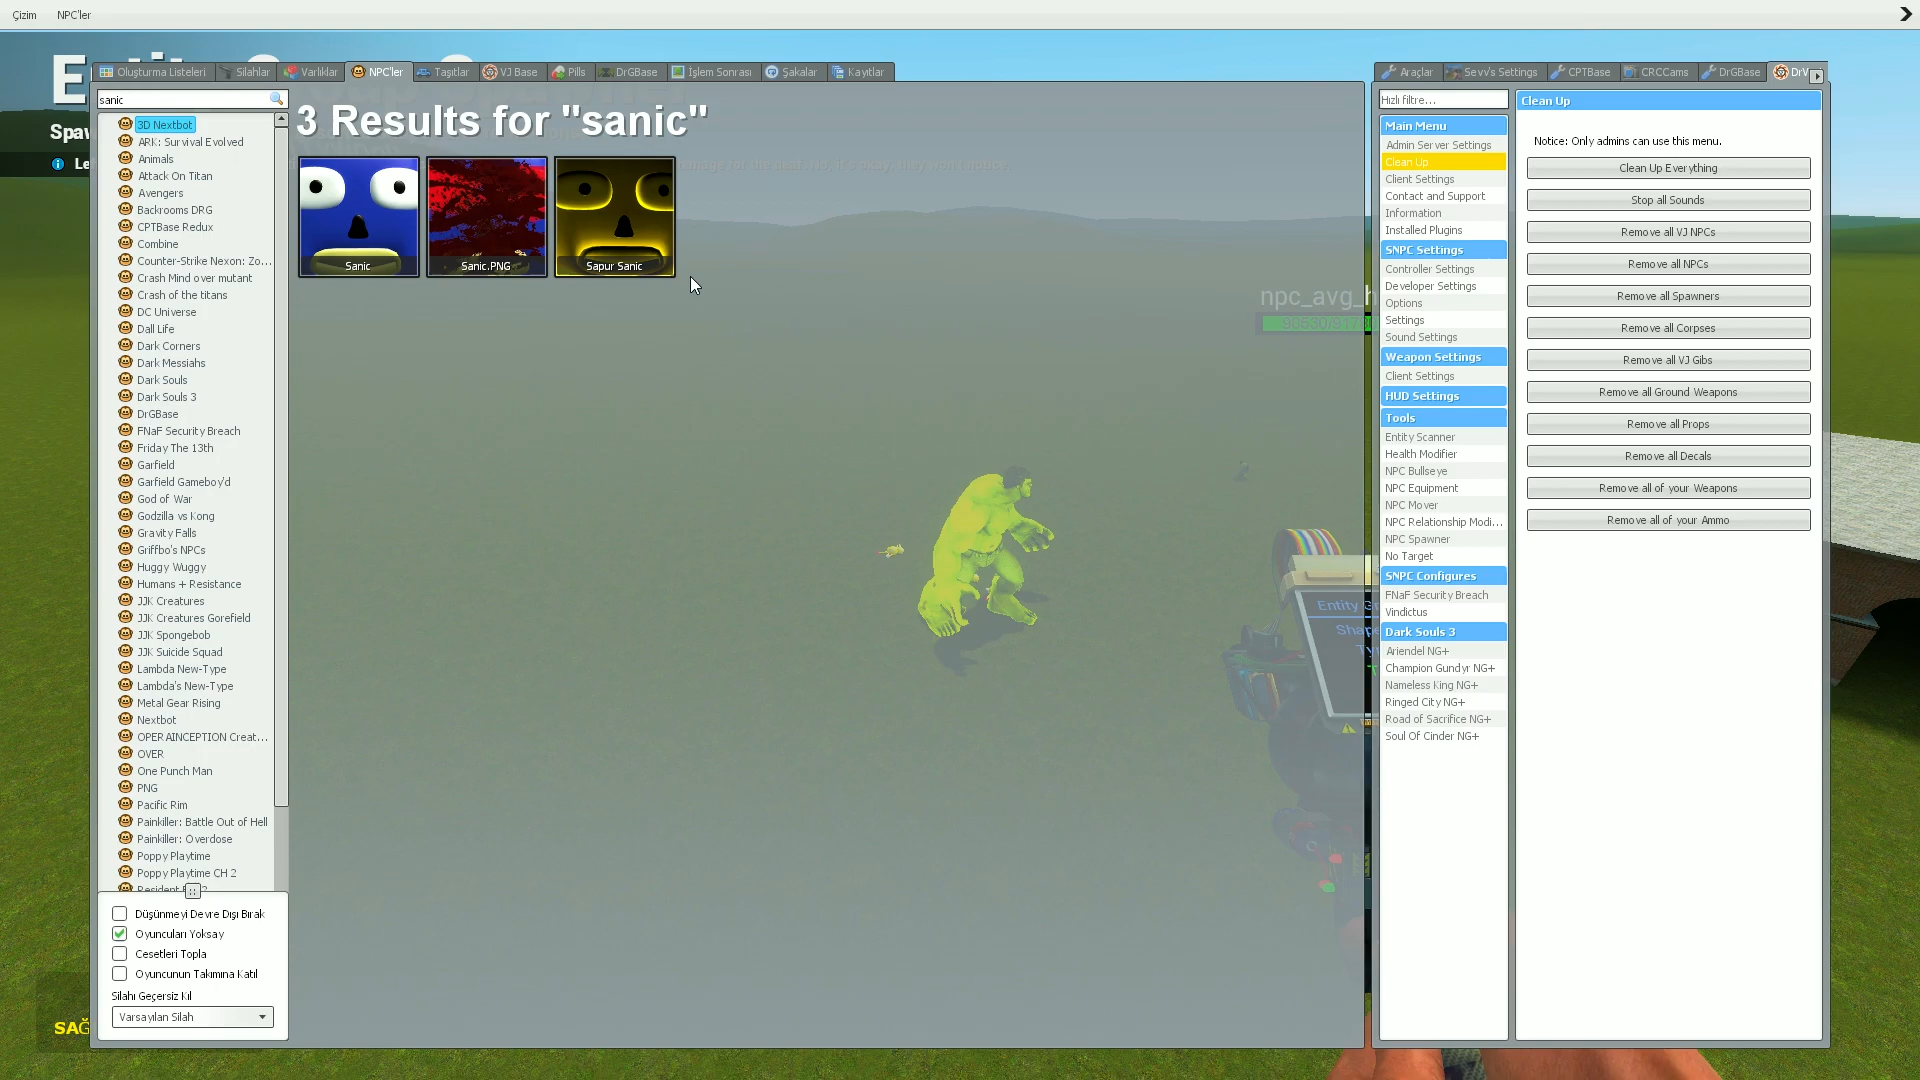 Çizim
NPC'ler
Oluşturma Listeleri
Silahlar
Varlıklar
NPC'ler
Taşıtlar
VJ Base
Pills
DrGBase
İşlem Sonrası
Şakalar
Kayıtlar
sanic
3D Nextbot
ARK: Survival Evolved
Animals
Attack On Titan
Avengers
Backrooms DRG
CPTBase Redux
Combine
Counter-Strike Nexon: Zo...
Crash Mind over mutant
Crash of the titans
DC Universe
Dall Life
Dark Corners
Dark Messiahs
Dark Souls
Dark Souls 3
DrGBase
FNaF Security Breach
Friday The 13th
Garfield
Garfield Gameboy'd
God of War
Godzilla vs Kong
Gravity Falls
Griffbo's NPCs
Huggy Wuggy
Humans + Resistance
JJK Creatures
JJK Creatures Gorefield
JJK Spongebob
JJK Suicide Squad
Lambda New-Type
Lambda's New-Type
Metal Gear Rising
Nextbot
OPERAINCEPTION Creat...
OVER
One Punch Man
PNG
Pacific Rim
Painkiller: Battle Out of Hell
Painkiller: Overdose
Poppy Playtime
Poppy Playtime CH 2
Düşünmeyi Devre Dışı Bırak
Oyuncuları Yoksay
Cesetleri Topla
Oyuncunun Takımına Katıl
Silahı Geçersiz Kıl
Varsayılan Silah
SAĞ
3 Results for "sanic"
Sanic
Sanic.PNG
Sapur Sanic
npc_avg_h
Entity G
Shape
Araçlar
Sevv's Settings
CPTBase
CRCCams
DrGBase
DrV
Hızlı filtre...
Main Menu
Admin Server Settings
Clean Up
Client Settings
Contact and Support
Information
Installed Plugins
SNPC Settings
Controller Settings
Developer Settings
Options
Settings
Sound Settings
Weapon Settings
Client Settings
HUD Settings
Tools
Entity Scanner
Health Modifier
NPC Bullseye
NPC Equipment
NPC Mover
NPC Relationship Modi...
NPC Spawner
No Target
SNPC Configures
FNaF Security Breach
Vindictus
Dark Souls 3
Ariendel NG+
Champion Gundyr NG+
Nameless King NG+
Ringed City NG+
Road of Sacrifice NG+
Soul Of Cinder NG+
Clean Up
Notice: Only admins can use this menu.
Clean Up Everything
Stop all Sounds
Remove all VJ NPCs
Remove all NPCs
Remove all Spawners
Remove all Corpses
Remove all VJ Gibs
Remove all Ground Weapons
Remove all Props
Remove all Decals
Remove all of your Weapons
Remove all of your Ammo